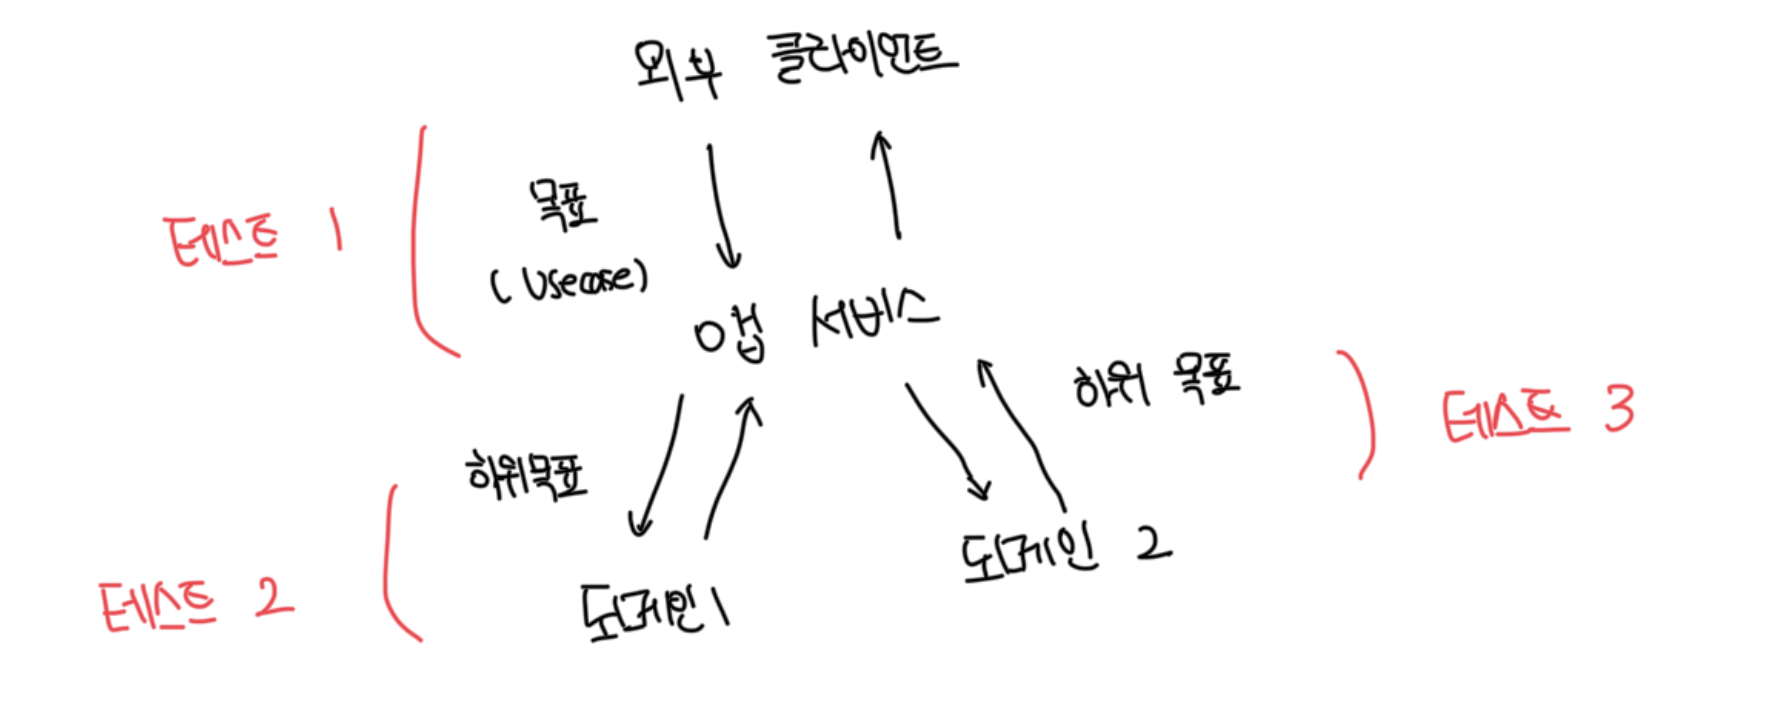 외부 클라이언트
목표
(Usecase)
테스트 1
앱 서비스
하위 목표
테스트 3
하위목표
도메인 2
테스트 2
도메인1